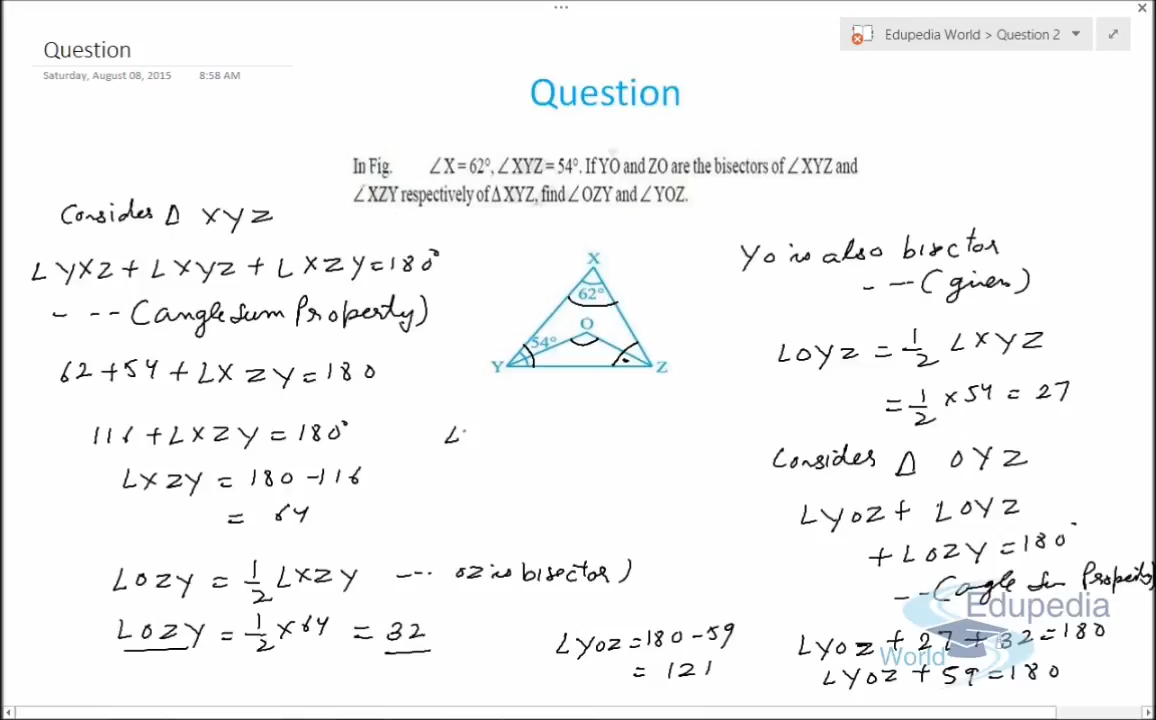 Question
Saturday, August 08, 2015 8:58 AM
Edupedia World > Question 2
Question
In Fig. ∠X = 62°, ∠XYZ = 54°. If YO and ZO are the bisectors of ∠XYZ and
∠XZY respectively of Δ XYZ, find ∠OZY and ∠YOZ.
Consider Δ XYZ
∠YXZ + ∠XYZ + ∠XZY = 180°
- - - (angle sum Property)
62 + 54 + ∠XZY = 180
116 + ∠XZY = 180°
∠XZY = 180 - 116
= 64
∠OZY = 1/2 ∠XZY --- OZ is bisector)
∠OZY = 1/2 × 64 = 32
X
62°
O
54°
Y
Z
∠
∠YOZ = 180 - 59
= 121
YO is also bisector
- - - (given)
∠OYZ = 1/2 ∠XYZ
= 1/2 × 54 = 27
Consider Δ OYZ
∠YOZ + ∠OYZ
+ ∠OZY = 180°
- - (angle sum Property)
∠YOZ + 27 + 32 = 180
∠YOZ + 59 = 180
Edupedia
World